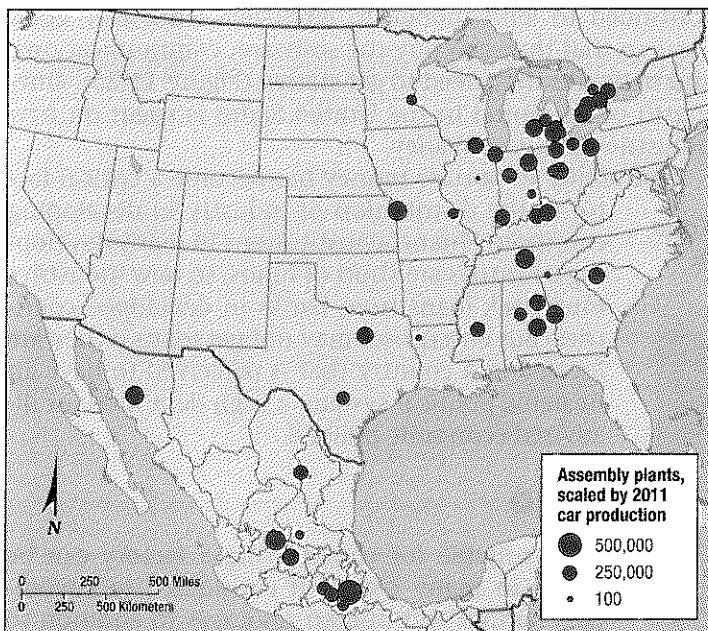 N
0 250 500 Miles
0 250 500 Kilometers
Assembly plants,
scaled by 2011
car production
500,000
250,000
100